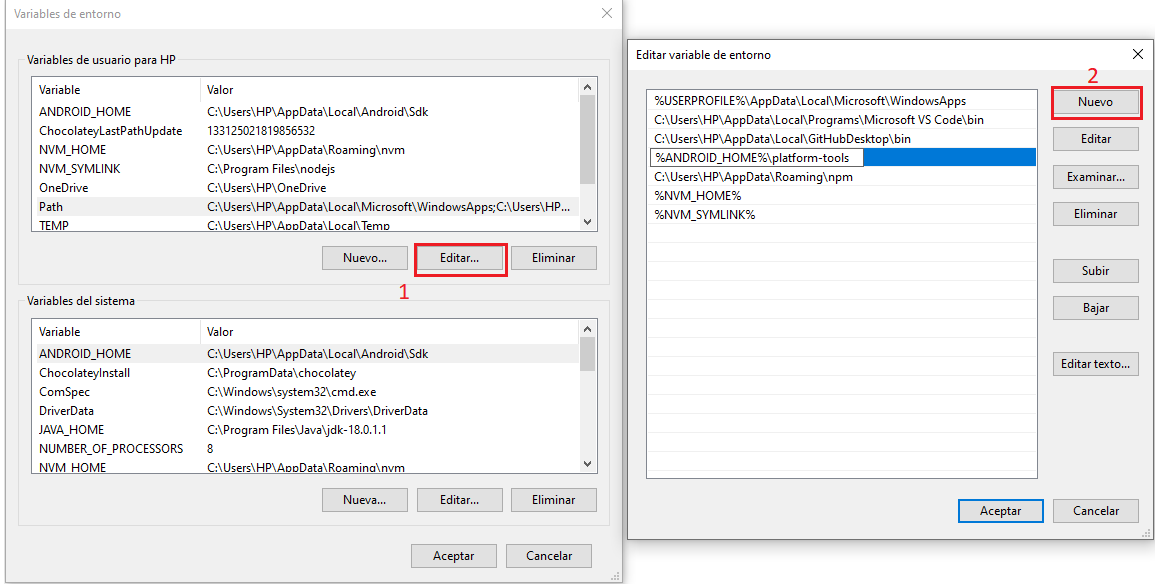 Variables de entorno
Variables de usuario para HP
Variable Valor
ANDROID_HOME C:\Users\HP\AppData\Local\Android\Sdk
ChocolateyLastPathUpdate 133125021819856532
NVM_HOME C:\Users\HP\AppData\Roaming\nvm
NVM_SYMLINK C:\Program Files\nodejs
OneDrive C:\Users\HP\OneDrive
Path C:\Users\HP\AppData\Local\Microsoft\WindowsApps;C:\Users\HP...
TEMP C:\Users\HP\AppData\Local\Temp
Nuevo... Editar... Eliminar
1
Variables del sistema
Variable Valor
ANDROID_HOME C:\Users\HP\AppData\Local\Android\Sdk
ChocolateyInstall C:\ProgramData\chocolatey
ComSpec C:\Windows\system32\cmd.exe
DriverData C:\Windows\System32\Drivers\DriverData
JAVA_HOME C:\Program Files\Java\jdk-18.0.1.1
NUMBER_OF_PROCESSORS 8
NVM_HOME C:\Users\HP\AppData\Roaming\nvm
Nueva... Editar... Eliminar
Aceptar Cancelar
Editar variable de entorno
2
%USERPROFILE%\AppData\Local\Microsoft\WindowsApps
C:\Users\HP\AppData\Local\Programs\Microsoft VS Code\bin
C:\Users\HP\AppData\Local\GitHubDesktop\bin
%ANDROID_HOME%\platform-tools
C:\Users\HP\AppData\Roaming\npm
%NVM_HOME%
%NVM_SYMLINK%
Nuevo
Editar
Examinar...
Eliminar
Subir
Bajar
Editar texto...
Aceptar Cancelar